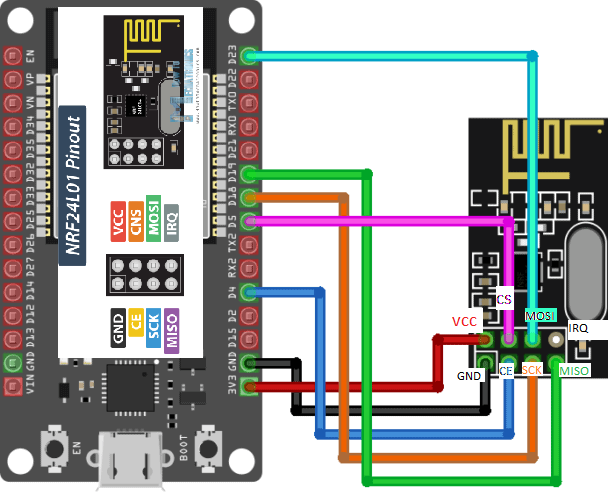 EN
VP
VN
D34
D35
D32
D33
D25
D26
D27
D14
D12
D13
GND
VIN
D23
D22
TX0
RX0
D21
D19
D18
D5
TX2
RX2
D4
D2
D15
GND
3V3
NRF24L01 Pinout
VCC
CNS
MOSI
IRQ
GND
CE
SCK
MISO
EN
BOOT
CS
MOSI
VCC
IRQ
GND
CE
SCK
MISO